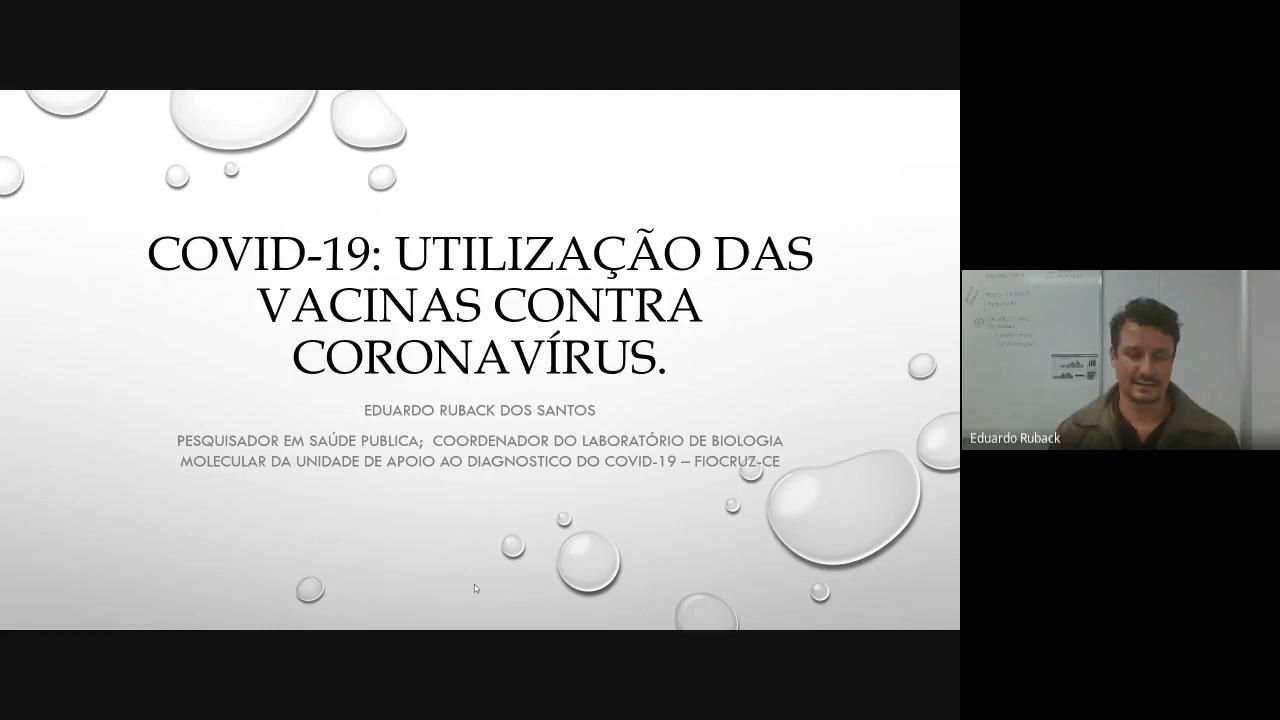 COVID-19: UTILIZAÇÃO DAS
VACINAS CONTRA
CORONAVÍRUS.
EDUARDO RUBACK DOS SANTOS
PESQUISADOR EM SAÚDE PUBLICA; COORDENADOR DO LABORATÓRIO DE BIOLOGIA
MOLECULAR DA UNIDADE DE APOIO AO DIAGNOSTICO DO COVID-19 – FIOCRUZ-CE
Eduardo Ruback